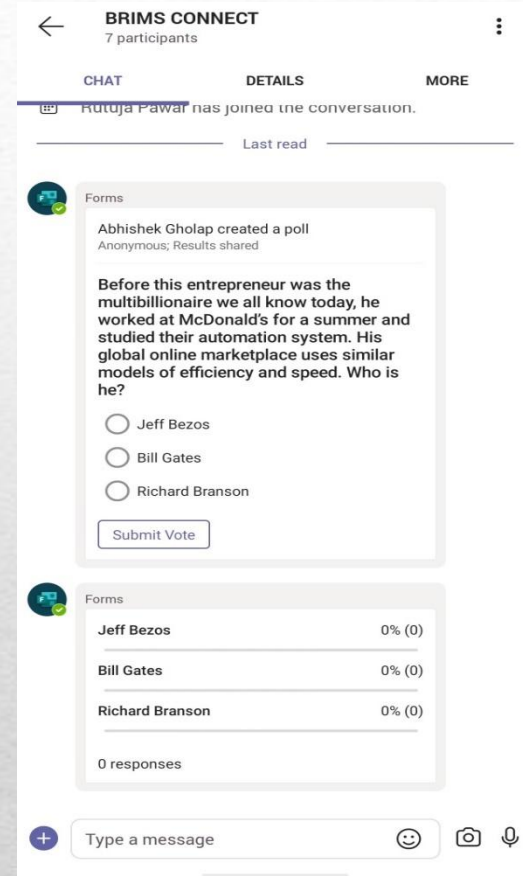 BRIMS CONNECT
7 participants
CHAT
DETAILS
MORE
Rutuja Pawar has joined the conversation.
Last read
Forms
Abhishek Gholap created a poll
Anonymous; Results shared
Before this entrepreneur was the
multibillionaire we all know today, he
worked at McDonald's for a summer and
studied their automation system. His
global online marketplace uses similar
models of efficiency and speed. Who is
he?
Jeff Bezos
Bill Gates
Richard Branson
Submit Vote
Forms
Jeff Bezos 0% (0)
Bill Gates 0% (0)
Richard Branson 0% (0)
0 responses
Type a message